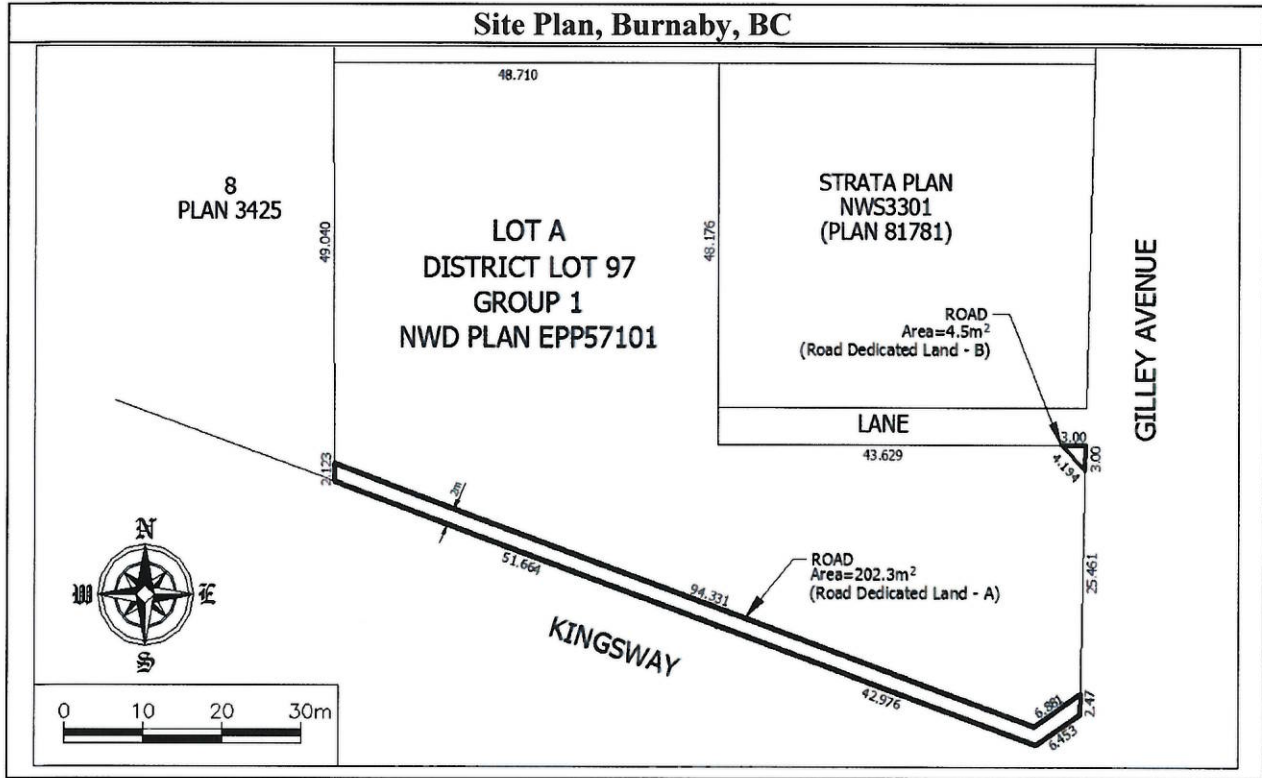 Site Plan, Burnaby, BC
48.710
8
PLAN 3425
49.040
LOT A
DISTRICT LOT 97
GROUP 1
NWD PLAN EPP57101
48.176
STRATA PLAN
NWS3301
(PLAN 81781)
GILLEY AVENUE
ROAD
Area=4.5m²
(Road Dedicated Land - B)
LANE
43.629
3.00
3.00
4.194
2.123
2m
51.664
94.331
ROAD
Area=202.3m²
(Road Dedicated Land - A)
25.461
KINGSWAY
42.976
6.881
2.47
6.453
N
W
E
S
0 10 20 30m